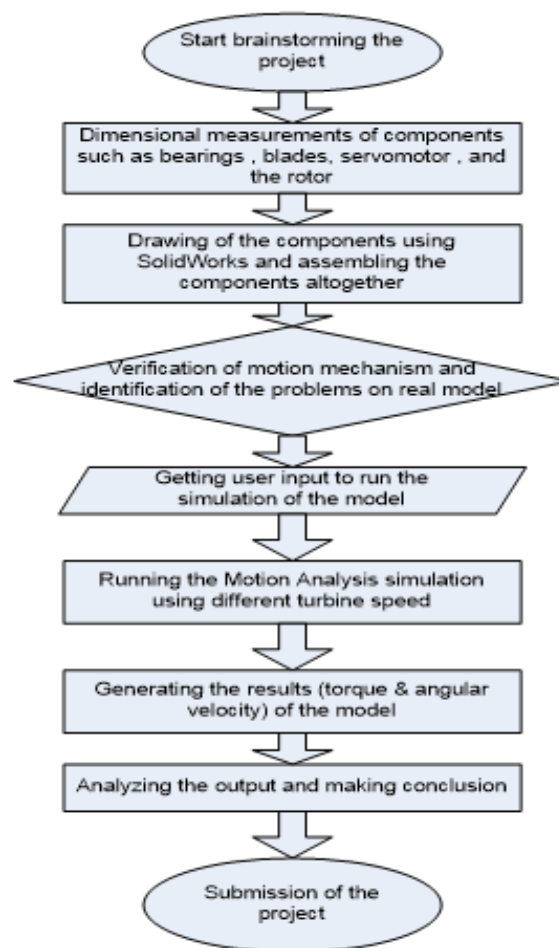 Start brainstorming the
project
Dimensional measurements of components
such as bearings , blades, servomotor , and
the rotor
Drawing of the components using
SolidWorks and assembling the
components altogether
Verification of motion mechanism and
identification of the problems on real model
Getting user input to run the
simulation of the model
Running the Motion Analysis simulation
using different turbine speed
Generating the results (torque & angular
velocity) of the model
Analyzing the output and making conclusion
Submission of the
project